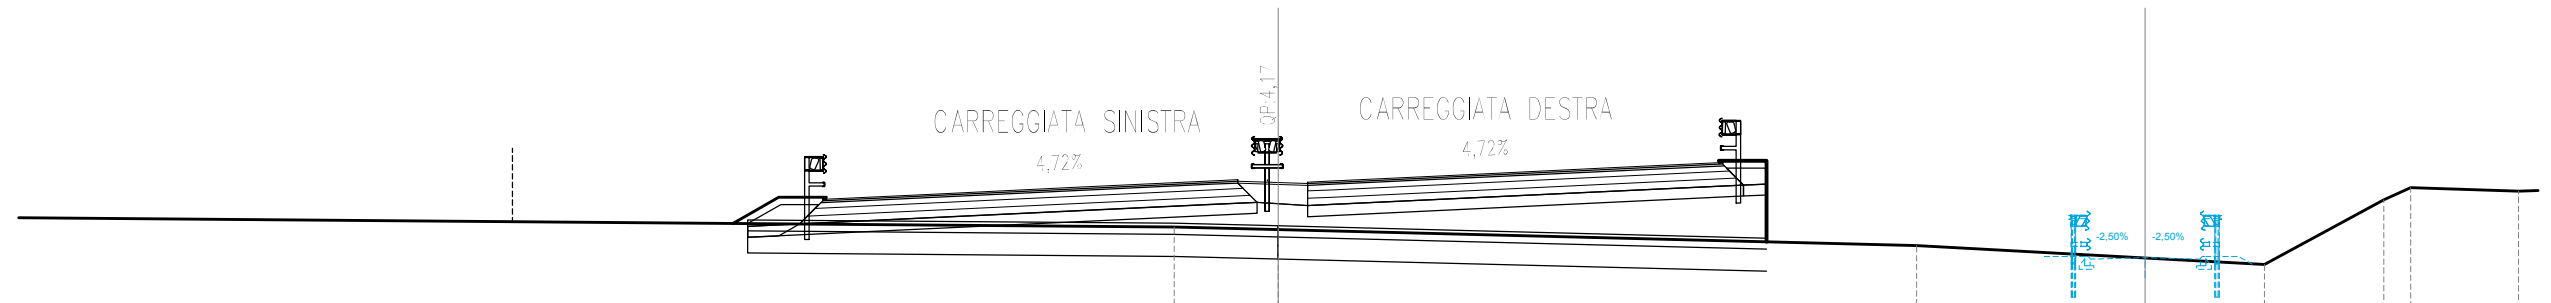 QP:4,17
CARREGGIATA SINISTRA
4,72%
CARREGGIATA DESTRA
4,72%
-2,50%
-2,50%